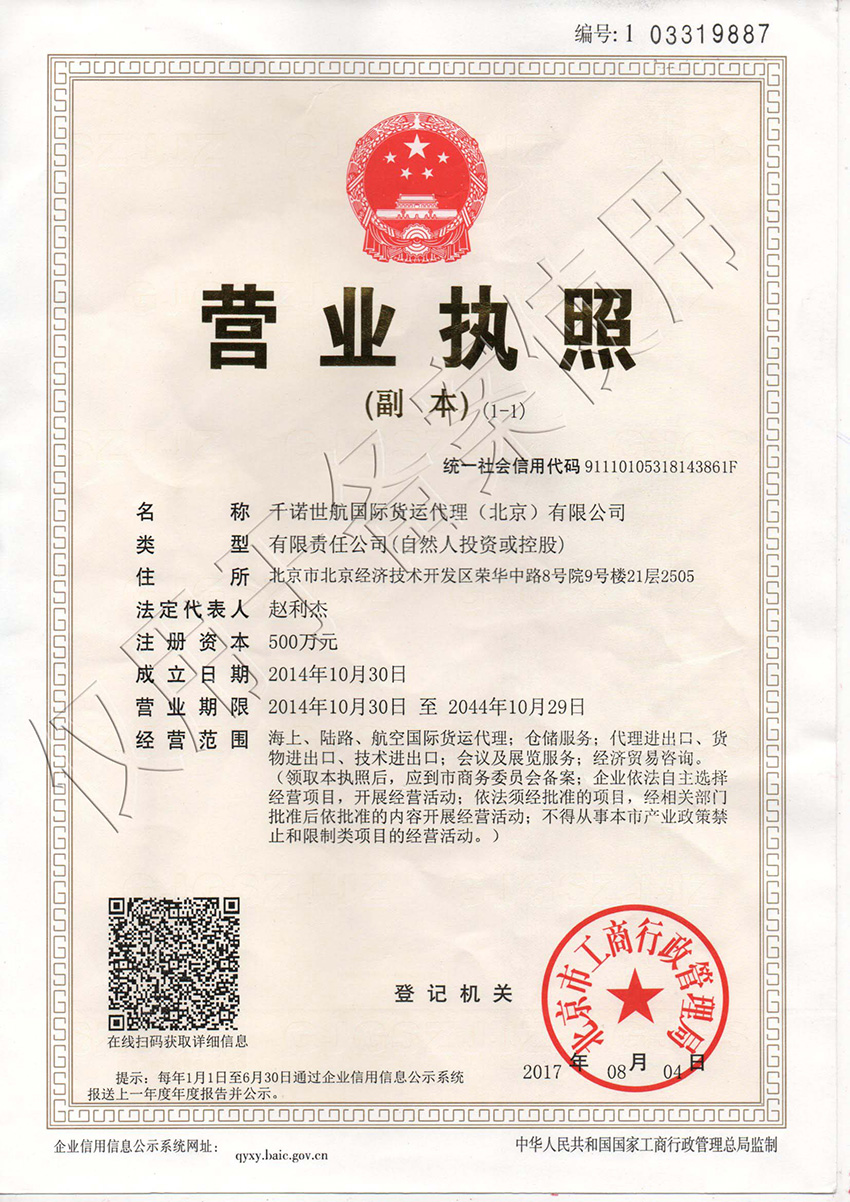 编号: 1 03319887
营业执照
(副 本) (1-1)
统一社会信用代码 91110105318143861F
名称 千诺世航国际货运代理（北京）有限公司
类型 有限责任公司(自然人投资或控股)
住所 北京市北京经济技术开发区荣华中路8号院9号楼21层2505
法定代表人 赵利杰
注册资本 500万元
成立日期 2014年10月30日
营业期限 2014年10月30日 至 2044年10月29日
经营范围 海上、陆路、航空国际货运代理；仓储服务；代理进出口、货
物进出口、技术进出口；会议及展览服务；经济贸易咨询。
（领取本执照后，应到市商务委员会备案；企业依法自主选择
经营项目，开展经营活动；依法须经批准的项目，经相关部门
批准后依批准的内容开展经营活动；不得从事本市产业政策禁
止和限制类项目的经营活动。）
仅用于备案使用
在线扫码获取详细信息
登记机关
北京市工商行政管理局
2017年 08月 04日
提示：每年1月1日至6月30日通过企业信用信息公示系统
报送上一年度年度报告并公示。
企业信用信息公示系统网址： qyxy.baic.gov.cn
中华人民共和国国家工商行政管理总局监制